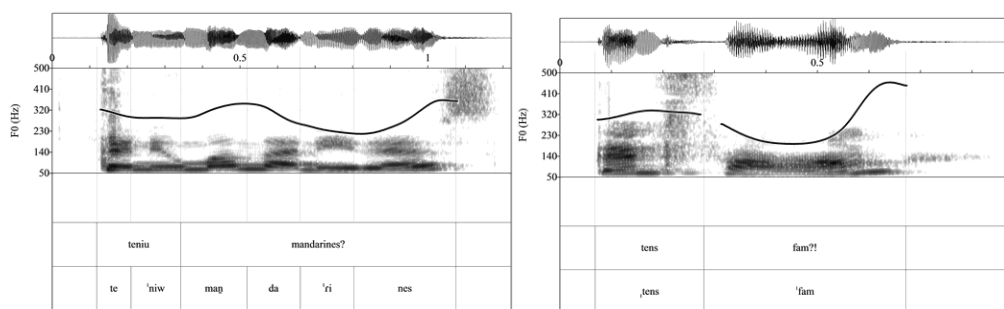 0 0.5 1
500
410
320
230
140
50
F0 (Hz)
teniu mandarines?
te ˈniw man̪ da ˈri nes
0 0.5
500
410
320
230
140
50
F0 (Hz)
tens fam?!
ˌtens ˈfam